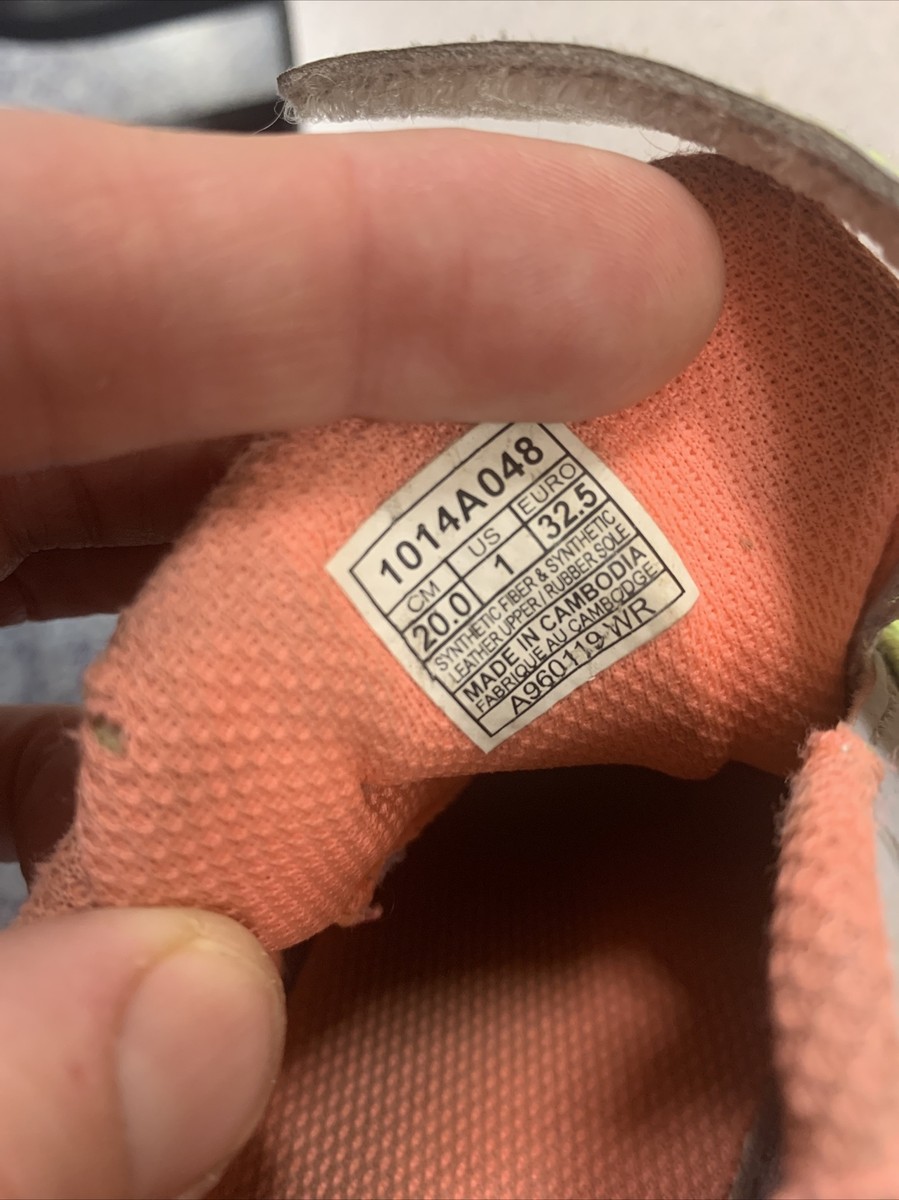 1014A048
CM US EURO
20.0 1 32.5
SYNTHETIC FIBER & SYNTHETIC
LEATHER UPPER / RUBBER SOLE
MADE IN CAMBODIA
FABRIQUE AU CAMBODGE
A960119 WR